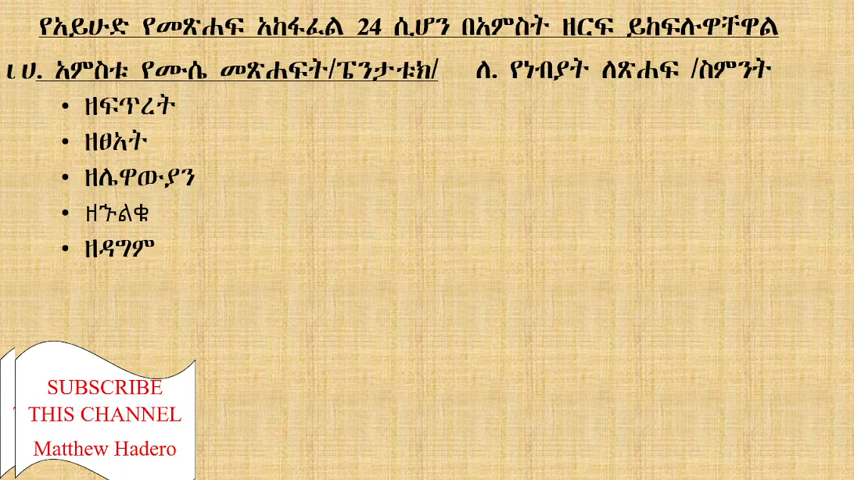 የአይሁድ የመጽሐፍ አከፋፈል 24 ሲሆን በአምስት ዘርፍ ይከፍሉዋቸዋል
ሀ. አምስቱ የሙሴ መጽሐፍት/ፔንታቱክ/ ለ. የነብያት ለጽሐፍ /ስምንት
• ዘፍጥረት
• ዘፀአት
• ዘሌዋውያን
• ዘኁልቁ
• ዘዳግም
SUBSCRIBE
THIS CHANNEL
Matthew Hadero